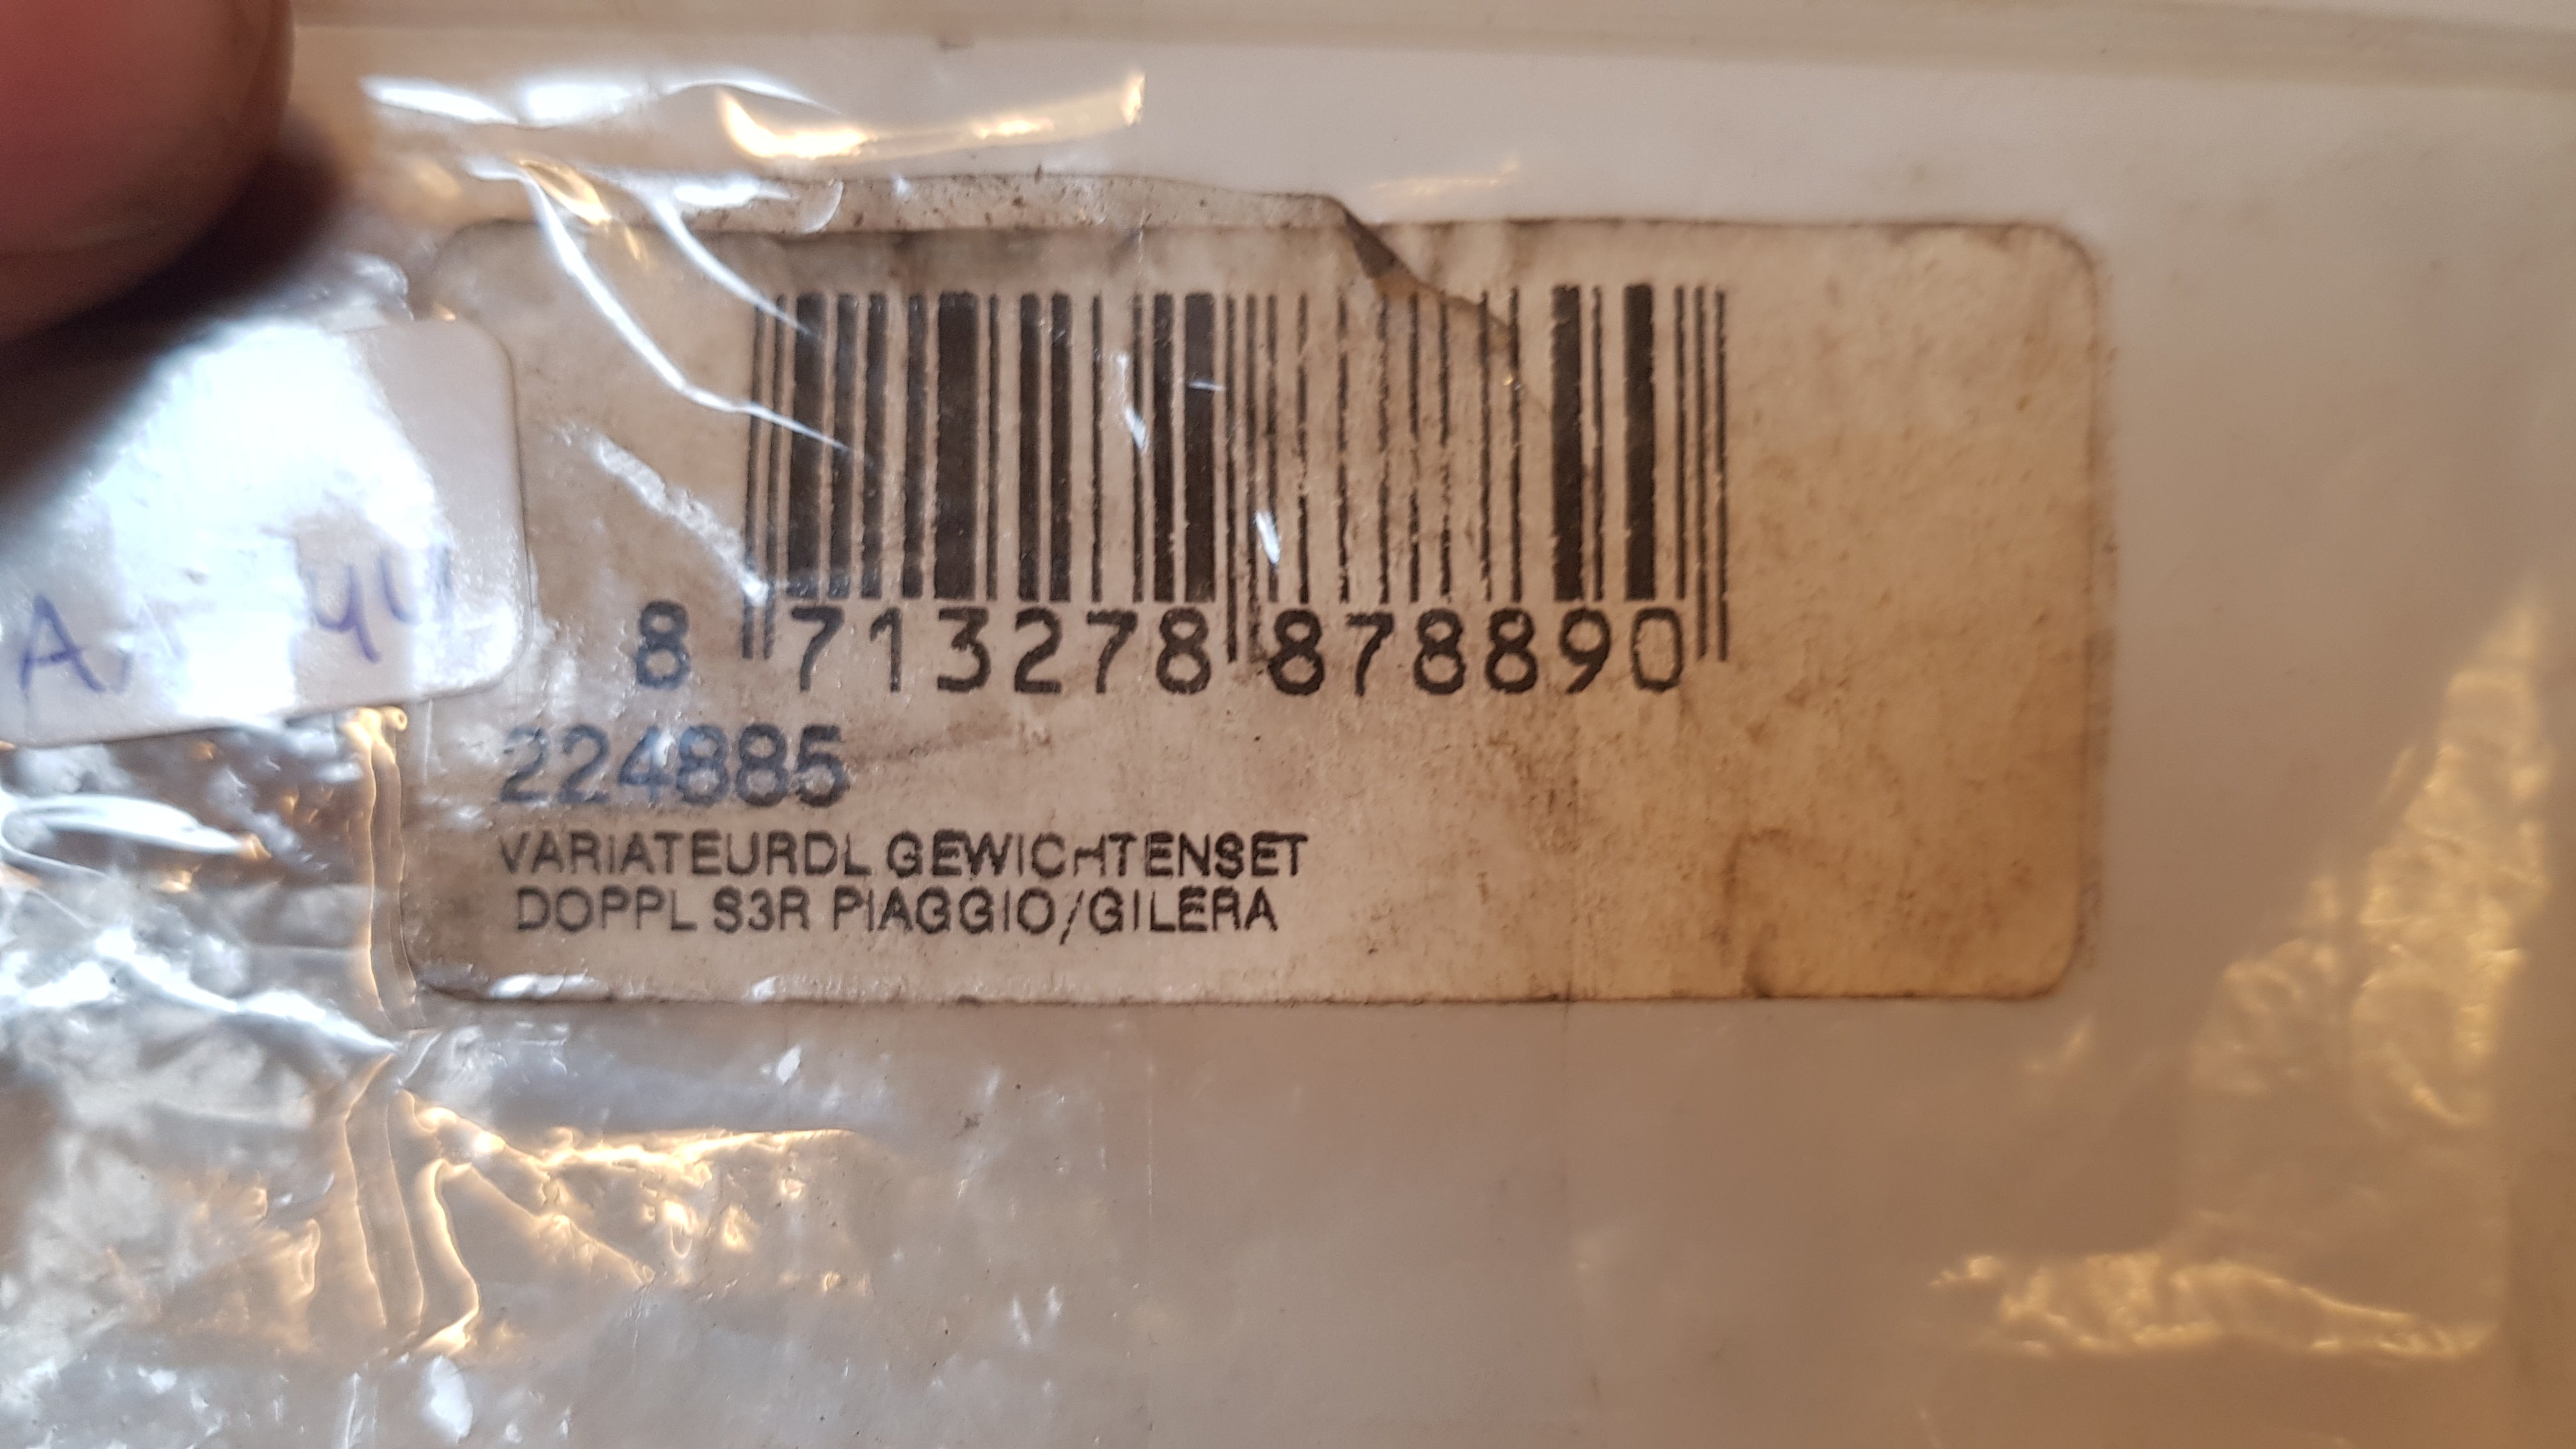 8 713278 878890
224885
VARIATEURDL GEWICHTENSET
DOPPL S3R PIAGGIO/GILERA